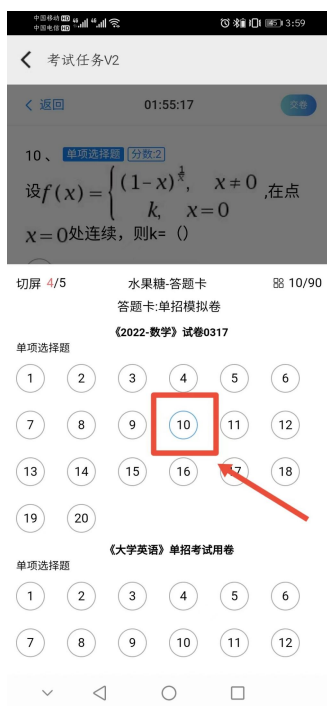 中国移动 HD 中国电信 HD 3:59
考试任务V2
返回 01:55:17 交卷
10、 单项选择题 分数:2
设f(x) = { (1-x)^{1/x}, x≠0
k, x=0 ,在点
x=0处连续，则k=（）
切屏 4/5 水果糖-答题卡 10/90
答题卡:单招模拟卷
《2022-数学》试卷0317
单项选择题
1 2 3 4 5 6
7 8 9 10 11 12
13 14 15 16 17 18
19 20
《大学英语》单招考试用卷
单项选择题
1 2 3 4 5 6
7 8 9 10 11 12